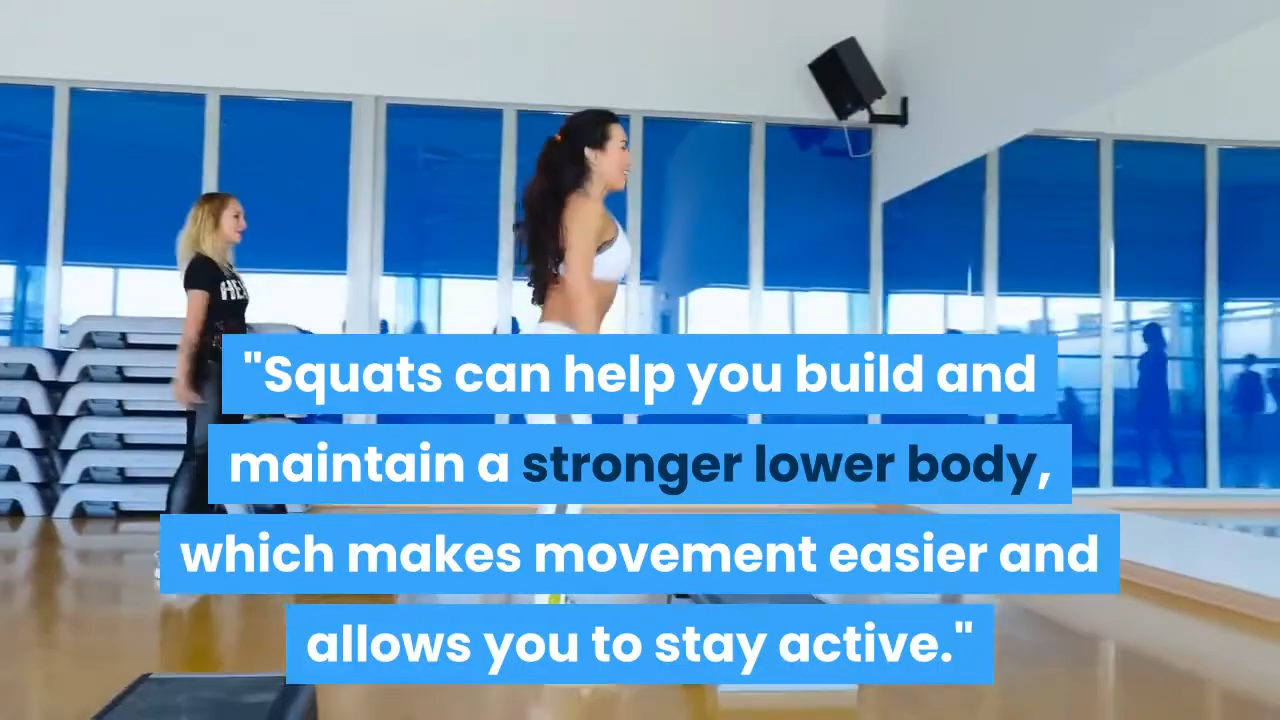 HE
"Squats can help you build and
maintain a stronger lower body,
which makes movement easier and
allows you to stay active."